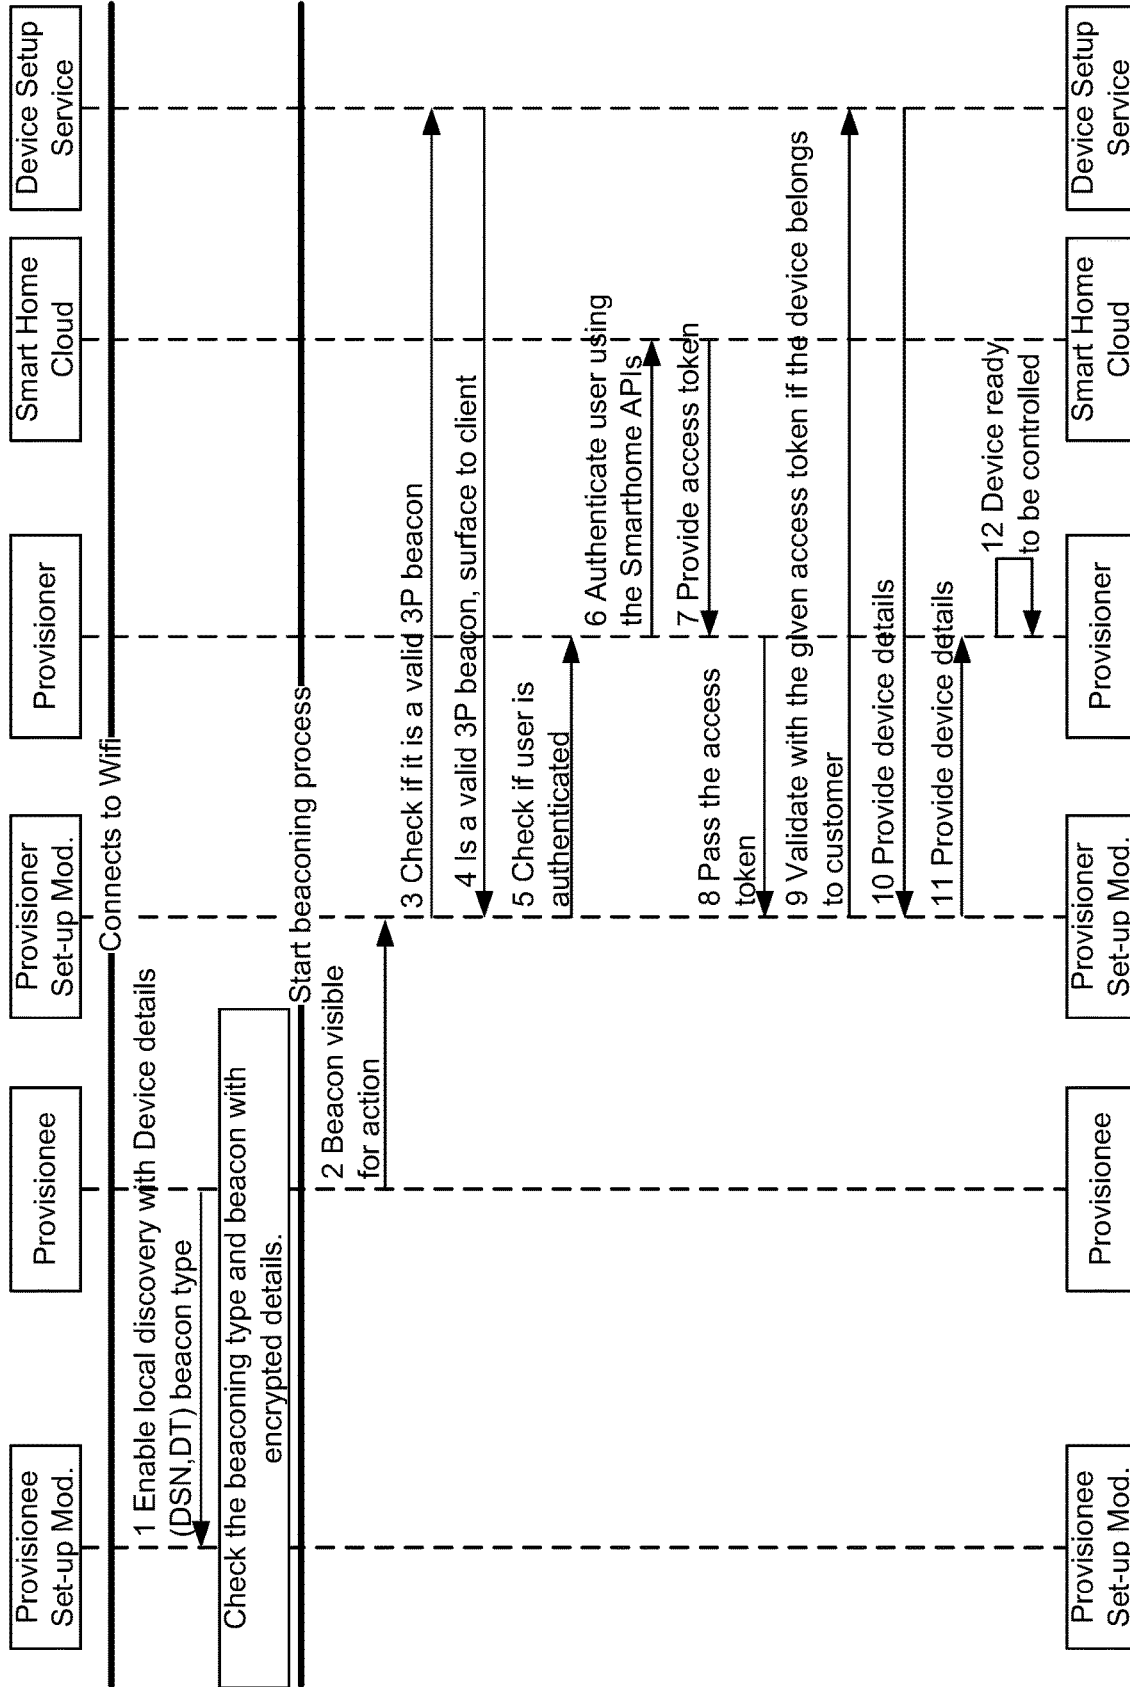 Provisionee
Set-up Mod.
Provisionee
Provisioner
Set-up Mod.
Provisioner
Smart Home
Cloud
Device Setup
Service
Connects to Wifi
1 Enable local discovery with Device details
(DSN,DT) beacon type
Check the beaconing type and beacon with
encrypted details.
Start beaconing process
2 Beacon visible
for action
3 Check if it is a valid 3P beacon
4 Is a valid 3P beacon, surface to client
5 Check if user is
authenticated
6 Authenticate user using
the Smarthome APIs
7 Provide access token
8 Pass the access
token
9 Validate with the given access token if the device belongs
to customer
10 Provide device details
11 Provide device details
12 Device ready
to be controlled
Provisionee
Set-up Mod.
Provisionee
Provisioner
Set-up Mod.
Provisioner
Smart Home
Cloud
Device Setup
Service